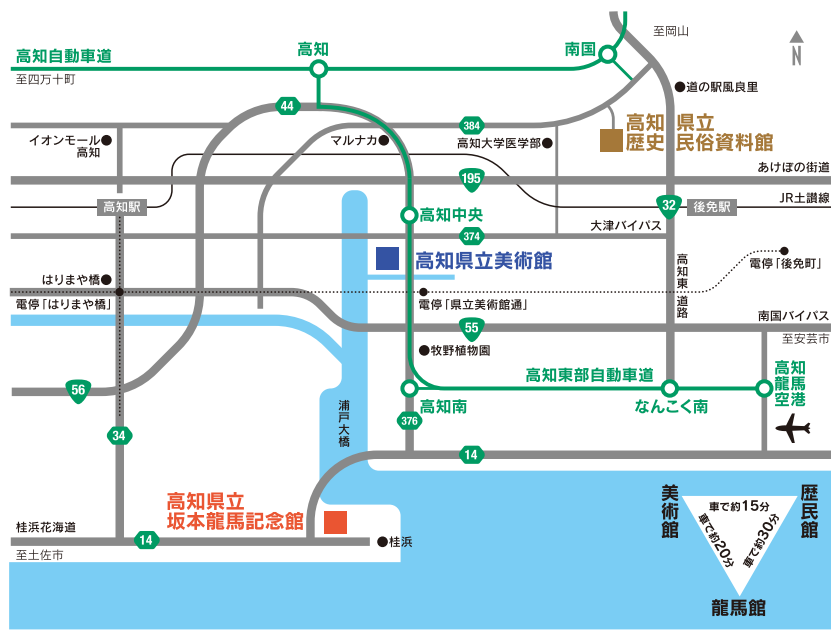 至岡山
高知自動車道
高知
南国
N
至四万十町
道の駅風良里
44
384
高知県立
歴史民俗資料館
イオンモール
高知
マルナカ
高知大学医学部
あけぼの街道
195
JR土讃線
高知駅
32
後免駅
高知中央
大津バイパス
374
高知県立美術館
高知東道路
電停「後免町」
はりまや橋
電停「はりまや橋」
電停「県立美術館通」
南国バイパス
55
至安芸市
牧野植物園
高知東部自動車道
高知
龍馬
空港
56
高知南
なんこく南
浦戸大橋
376
34
14
高知県立
坂本龍馬記念館
美術館
車で約15分
歴民館
車で約20分
車で約30分
桂浜花海道
14
桂浜
至土佐市
龍馬館